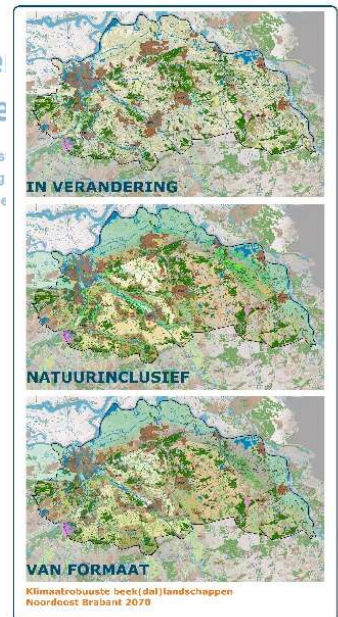 IN VERANDERING
NATUURINCLUSIEF
VAN FORMAAT
Klimaatrobuuste beek(dal)landschappen
Noordoost Brabant 2070